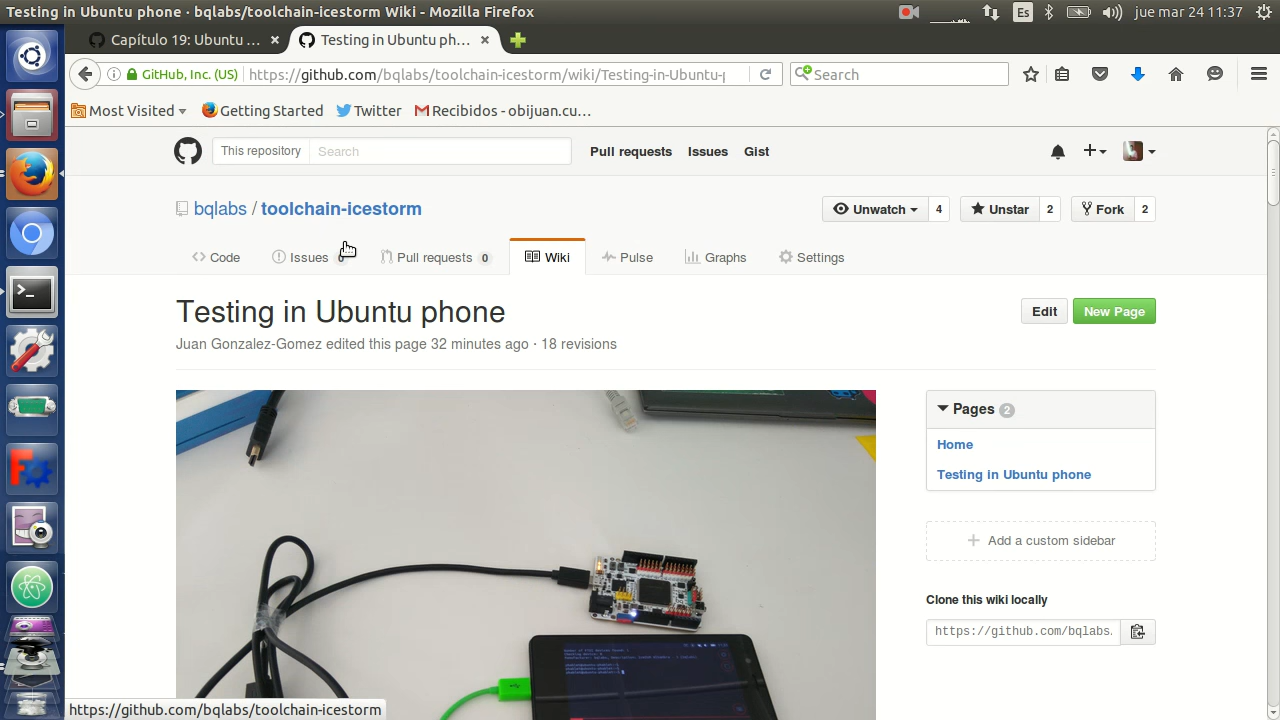 Testing in Ubuntu phone · bqlabs/toolchain-icestorm Wiki - Mozilla Firefox
Es
jue mar 24 11:37
Capítulo 19: Ubuntu ...
Testing in Ubuntu ph...
GitHub, Inc. (US)
https://github.com/bqlabs/toolchain-icestorm/wiki/Testing-in-Ubuntu-p
Search
Most Visited
Getting Started
Twitter
Recibidos - obijuan.cu...
This repository
Search
Pull requests
Issues
Gist
bqlabs / toolchain-icestorm
Unwatch
4
Unstar
2
Fork
2
Code
Issues
0
Pull requests
0
Wiki
Pulse
Graphs
Settings
Testing in Ubuntu phone
Edit
New Page
Juan Gonzalez-Gomez edited this page 32 minutes ago · 18 revisions
Pages 2
Home
Testing in Ubuntu phone
Add a custom sidebar
Clone this wiki locally
https://github.com/bqlabs.
https://github.com/bqlabs/toolchain-icestorm